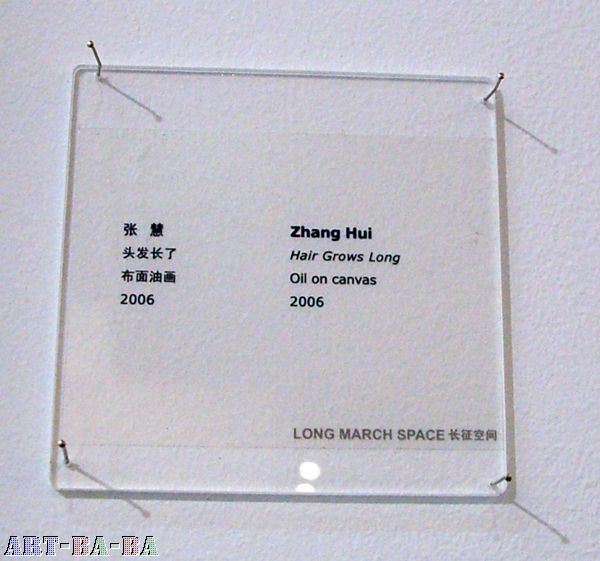 张 慧
头发长了
布面油画
2006
Zhang Hui
Hair Grows Long
Oil on canvas
2006
LONG MARCH SPACE 长征空间
ART-BA-BA